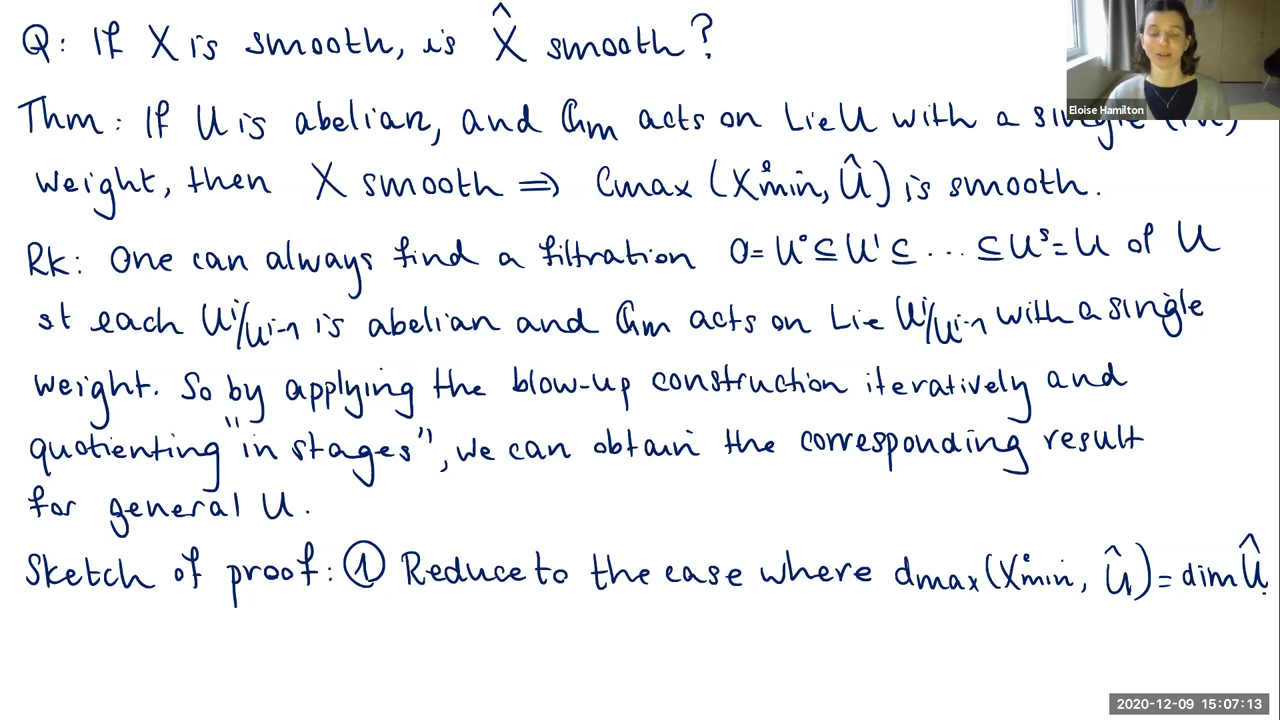 Q: If X is smooth, is X̂ smooth?
Eloise Hamilton
Thm: If U is abelian, and Gm acts on Lie U with a
weight, then X smooth ⇒ Cmax (X°min, Û) is smooth.
Rk: One can always find a filtration 0=U⁰⊆U¹⊆...⊆Uˢ=U of U
st each Uⁱ/Uⁱ⁻¹ is abelian and Gm acts on Lie Uⁱ/Uⁱ⁻¹ with a single
weight. So by applying the blow-up construction iteratively and
quotienting "in stages", we can obtain the corresponding result
for general U.
Sketch of proof: ① Reduce to the case where dmax(X°min, Û) = dim Û.
2020-12-09 15:07:13